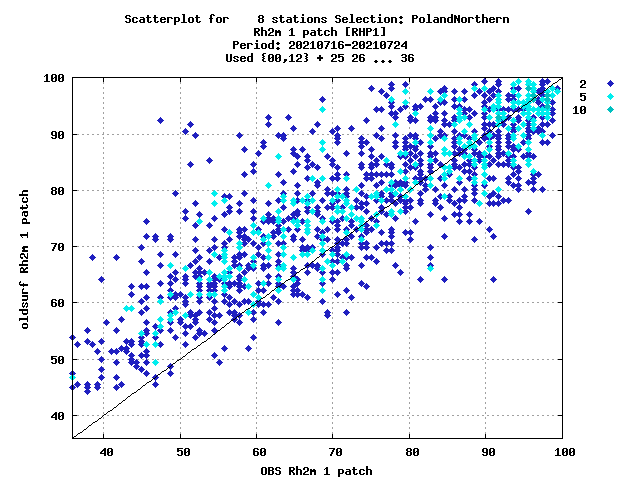 Scatterplot for    8 stations Selection: PolandNorthern
Rh2m 1 patch [RHP1]
Period: 20210716-20210724
Used {00,12} + 25 26 ... 36
100
90
80
70
60
50
40
oldsurf Rh2m 1 patch
2
5
10
40 50 60 70 80 90 100
OBS Rh2m 1 patch